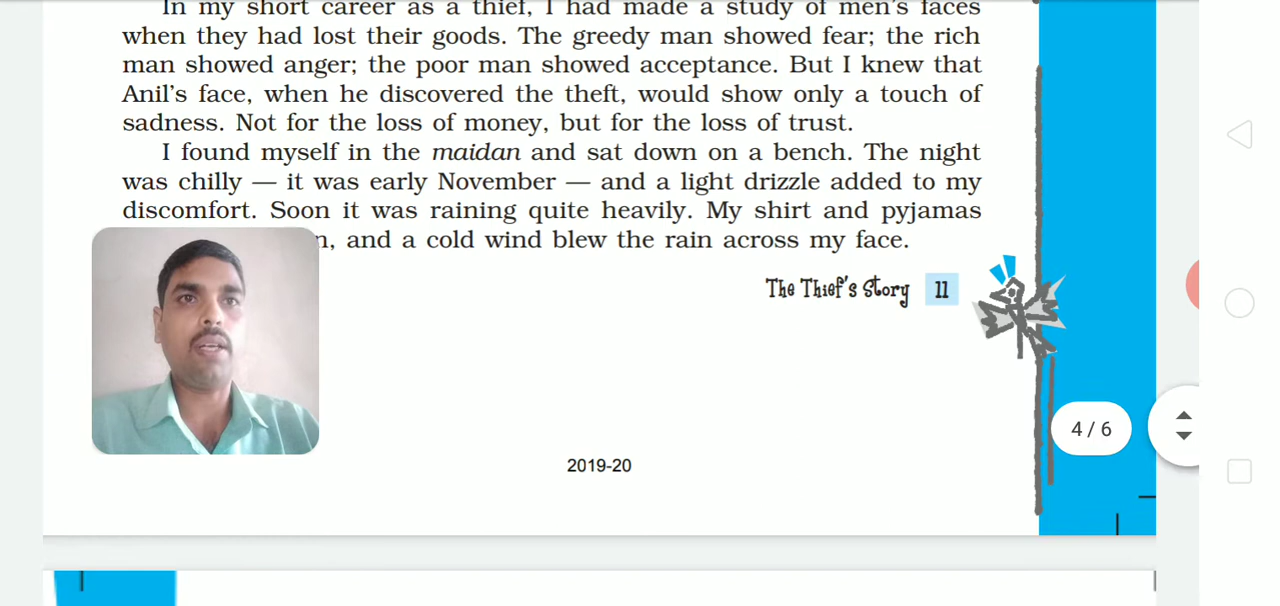 In my short career as a thief, I had made a study of men's faces
when they had lost their goods. The greedy man showed fear; the rich
man showed anger; the poor man showed acceptance. But I knew that
Anil's face, when he discovered the theft, would show only a touch of
sadness. Not for the loss of money, but for the loss of trust.
I found myself in the maidan and sat down on a bench. The night
was chilly — it was early November — and a light drizzle added to my
discomfort. Soon it was raining quite heavily. My shirt and pyjamas
and a cold wind blew the rain across my face.
The Thief's Story 11
4 / 6
2019-20